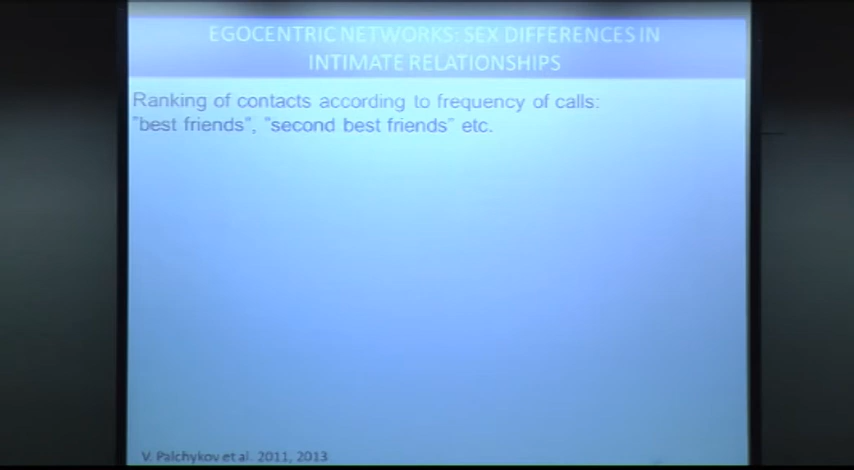 EGOCENTRIC NETWORKS: SEX DIFFERENCES IN
INTIMATE RELATIONSHIPS
Ranking of contacts according to frequency of calls:
"best friends", "second best friends" etc.
V. Palchykov et al. 2011, 2013